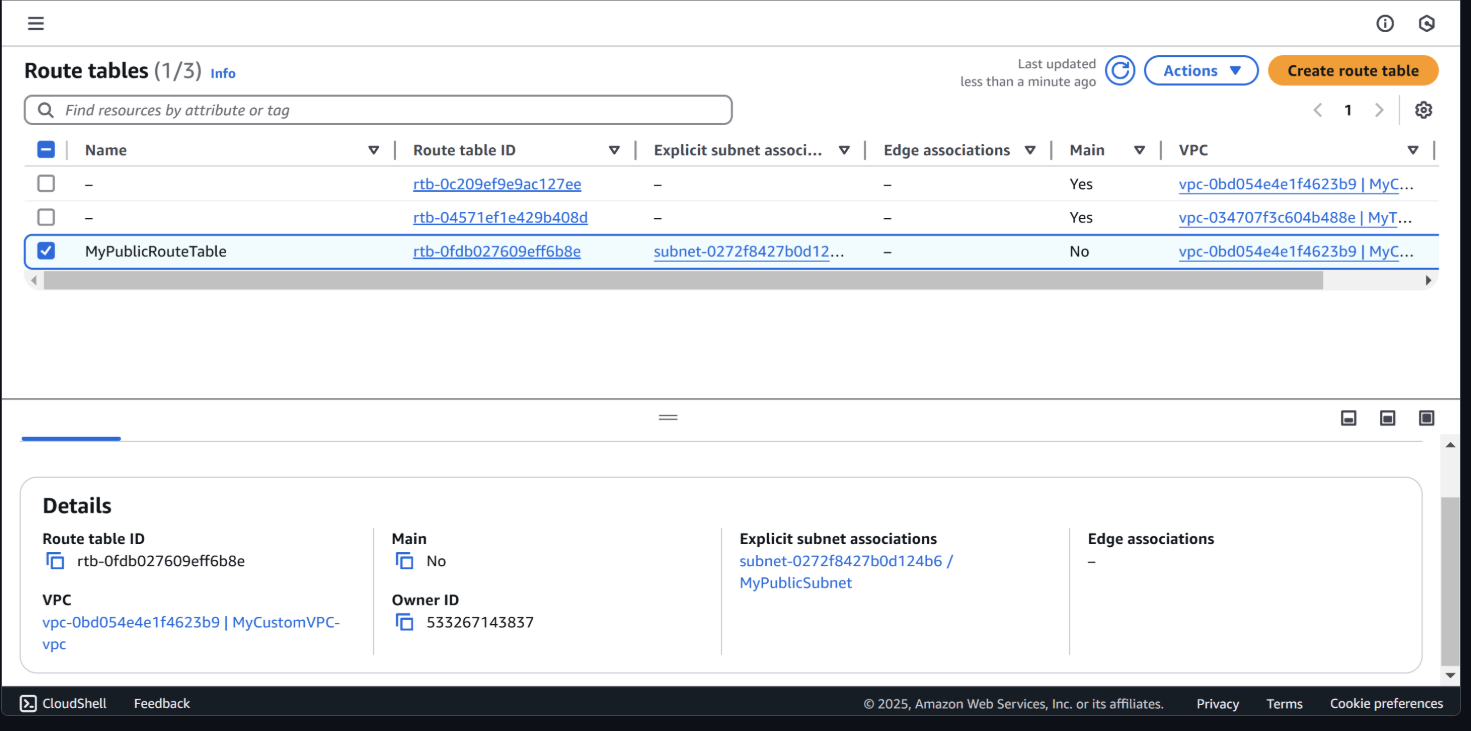 Route tables (1/3) Info
Last updated
less than a minute ago
Actions
Create route table
Find resources by attribute or tag
1
Name Route table ID Explicit subnet associ... Edge associations Main VPC
– rtb-0c209ef9e9ac127ee – – Yes vpc-0bd054e4e1f4623b9 | MyC...
– rtb-04571ef1e429b408d – – Yes vpc-034707f3c604b488e | MyT...
MyPublicRouteTable rtb-0fdb027609eff6b8e subnet-0272f8427b0d12... – No vpc-0bd054e4e1f4623b9 | MyC...
Details
Route table ID
rtb-0fdb027609eff6b8e
VPC
vpc-0bd054e4e1f4623b9 | MyCustomVPC-
vpc
Main
No
Owner ID
533267143837
Explicit subnet associations
subnet-0272f8427b0d124b6 /
MyPublicSubnet
Edge associations
–
CloudShell Feedback © 2025, Amazon Web Services, Inc. or its affiliates. Privacy Terms Cookie preferences